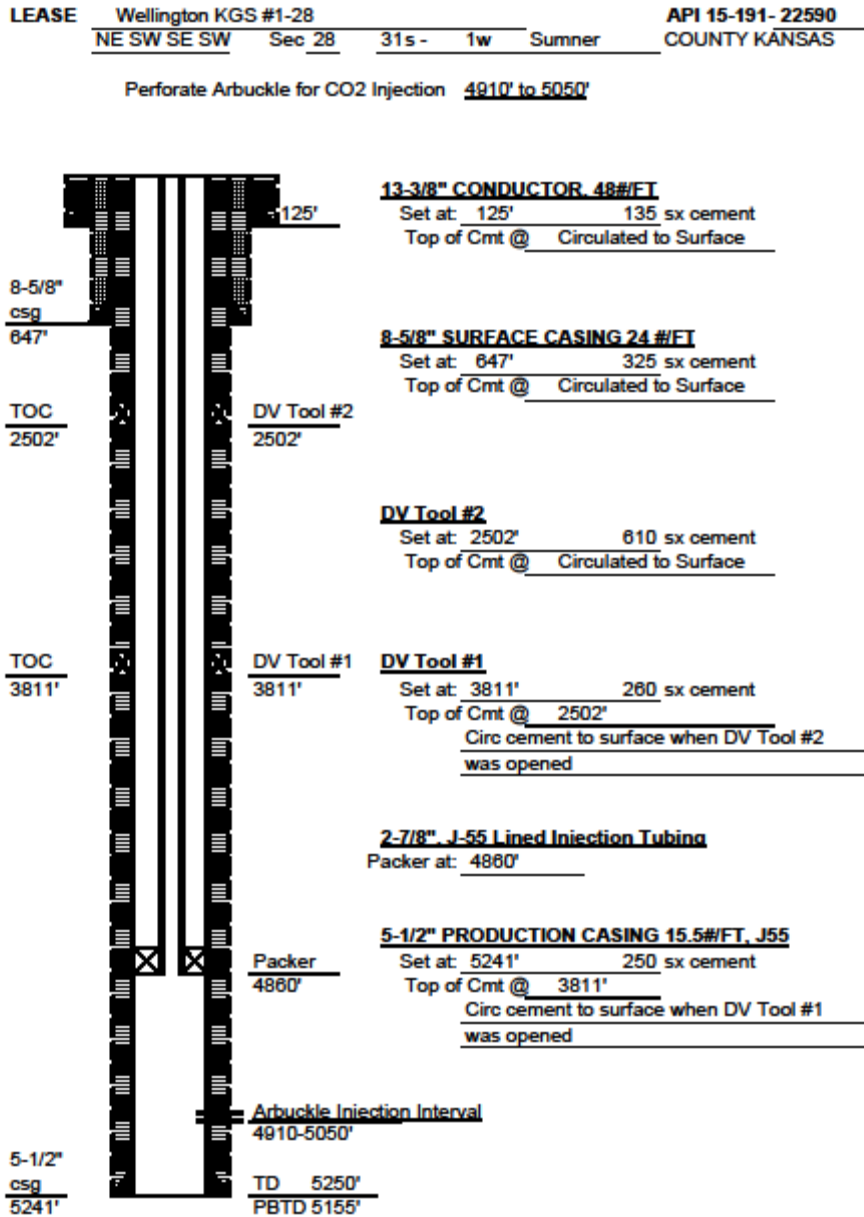 LEASE Wellington KGS #1-28 API 15-191- 22590
NE SW SE SW Sec 28 31s - 1w Sumner COUNTY KANSAS
Perforate Arbuckle for CO2 Injection 4910' to 5050'
13-3/8" CONDUCTOR, 48#/FT
125' Set at: 125' 135 sx cement
Top of Cmt @ Circulated to Surface
8-5/8"
csg
647'
8-5/8" SURFACE CASING 24 #/FT
Set at: 647' 325 sx cement
Top of Cmt @ Circulated to Surface
TOC DV Tool #2
2502' 2502'
DV Tool #2
Set at: 2502' 610 sx cement
Top of Cmt @ Circulated to Surface
TOC DV Tool #1 DV Tool #1
3811' 3811' Set at: 3811' 260 sx cement
Top of Cmt @ 2502'
Circ cement to surface when DV Tool #2
was opened
2-7/8", J-55 Lined Injection Tubing
Packer at: 4860'
5-1/2" PRODUCTION CASING 15.5#/FT, J55
Packer Set at: 5241' 250 sx cement
4860' Top of Cmt @ 3811'
Circ cement to surface when DV Tool #1
was opened
Arbuckle Injection Interval
4910-5050'
5-1/2"
csg TD 5250'
5241' PBTD 5155'